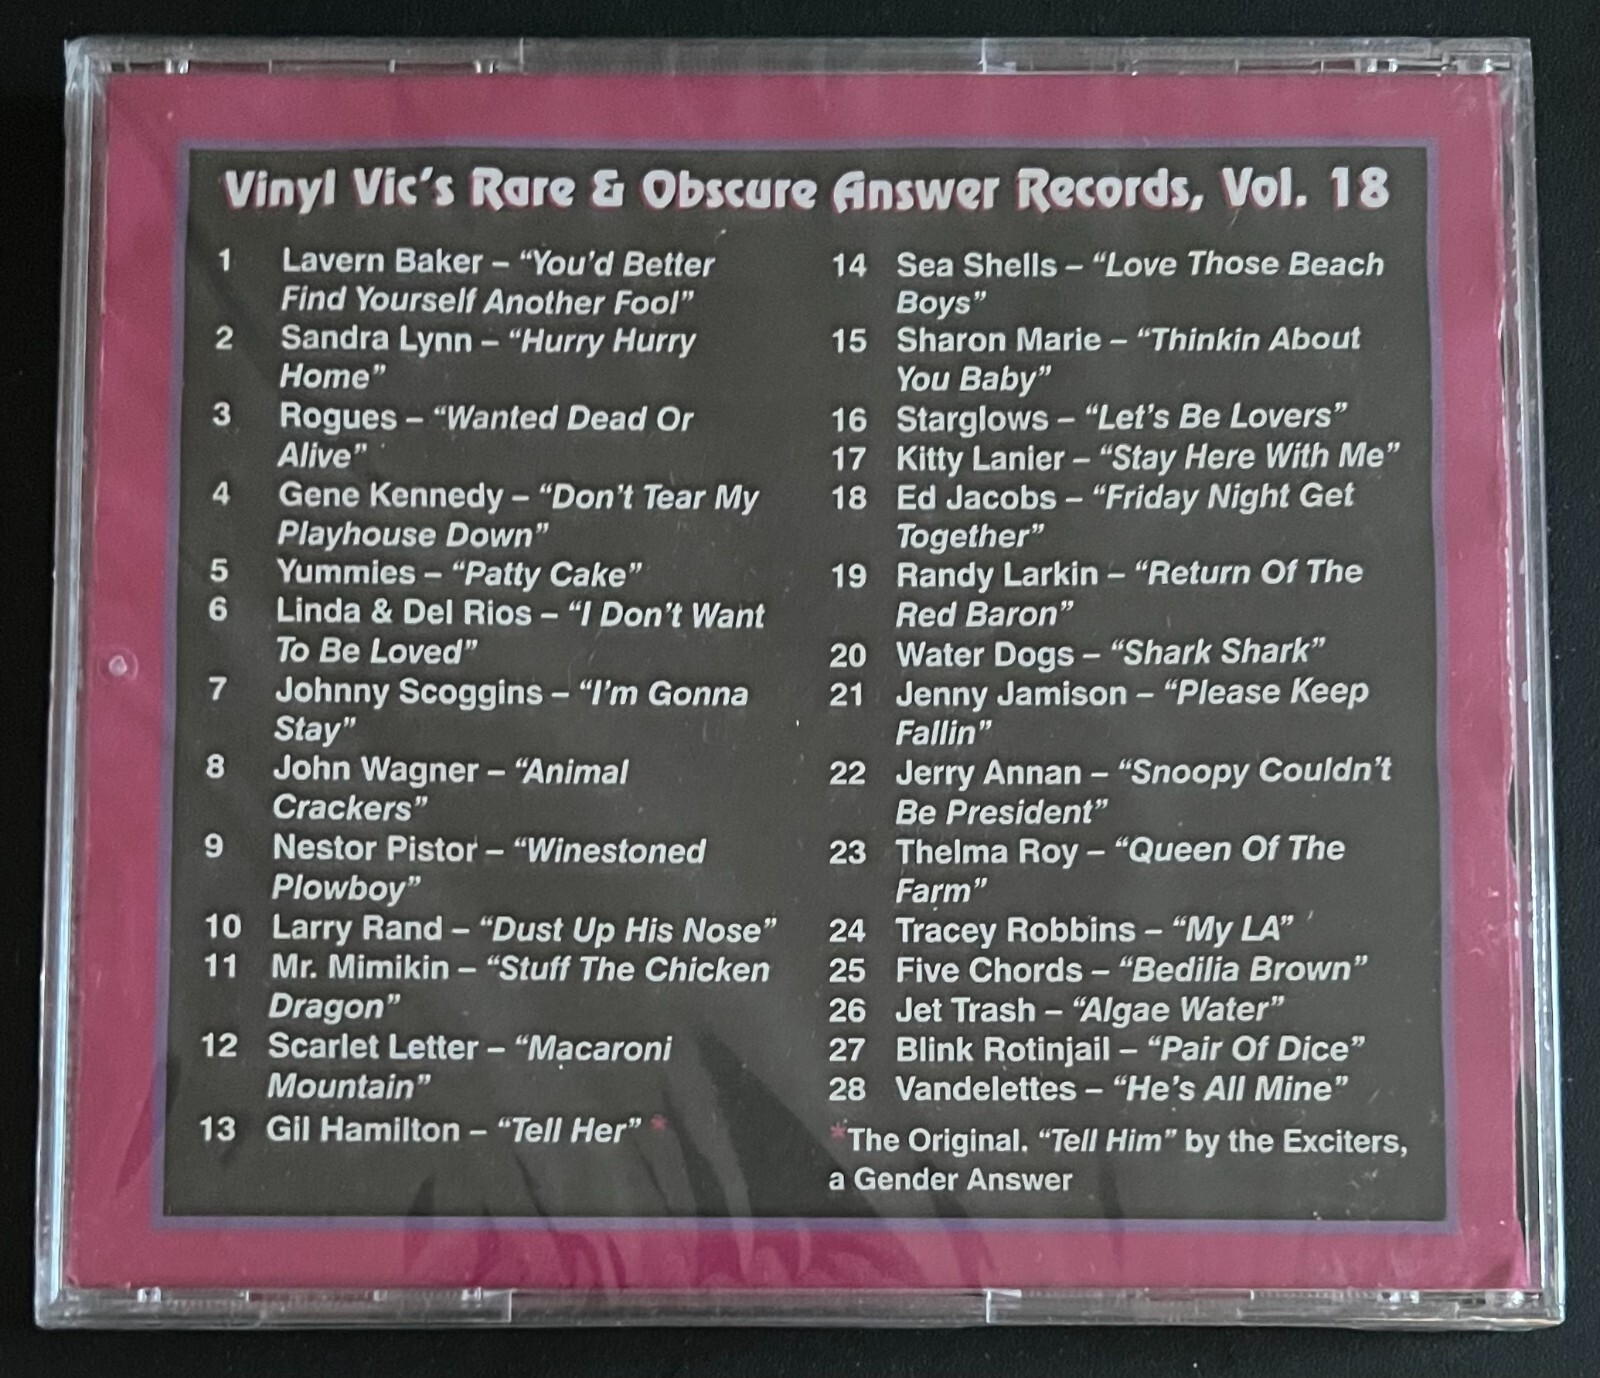 Vinyl Vic's Rare & Obscure Answer Records, Vol. 18
1 Lavern Baker – “You'd Better
Find Yourself Another Fool”
2 Sandra Lynn – “Hurry Hurry
Home”
3 Rogues – “Wanted Dead Or
Alive”
4 Gene Kennedy – “Don't Tear My
Playhouse Down”
5 Yummies – “Patty Cake”
6 Linda & Del Rios – “I Don't Want
To Be Loved”
7 Johnny Scoggins – “I'm Gonna
Stay”
8 John Wagner – “Animal
Crackers”
9 Nestor Pistor – “Winestoned
Plowboy”
10 Larry Rand – “Dust Up His Nose”
11 Mr. Mimikin – “Stuff The Chicken
Dragon”
12 Scarlet Letter – “Macaroni
Mountain”
13 Gil Hamilton – “Tell Her” *
14 Sea Shells – “Love Those Beach
Boys”
15 Sharon Marie – “Thinkin About
You Baby”
16 Starglows – “Let's Be Lovers”
17 Kitty Lanier – “Stay Here With Me”
18 Ed Jacobs – “Friday Night Get
Together”
19 Randy Larkin – “Return Of The
Red Baron”
20 Water Dogs – “Shark Shark”
21 Jenny Jamison – “Please Keep
Fallin”
22 Jerry Annan – “Snoopy Couldn't
Be President”
23 Thelma Roy – “Queen Of The
Farm”
24 Tracey Robbins – “My LA”
25 Five Chords – “Bedilia Brown”
26 Jet Trash – “Algae Water”
27 Blink Rotinjail – “Pair Of Dice”
28 Vandelettes – “He's All Mine”
*The Original. “Tell Him” by the Exciters,
a Gender Answer